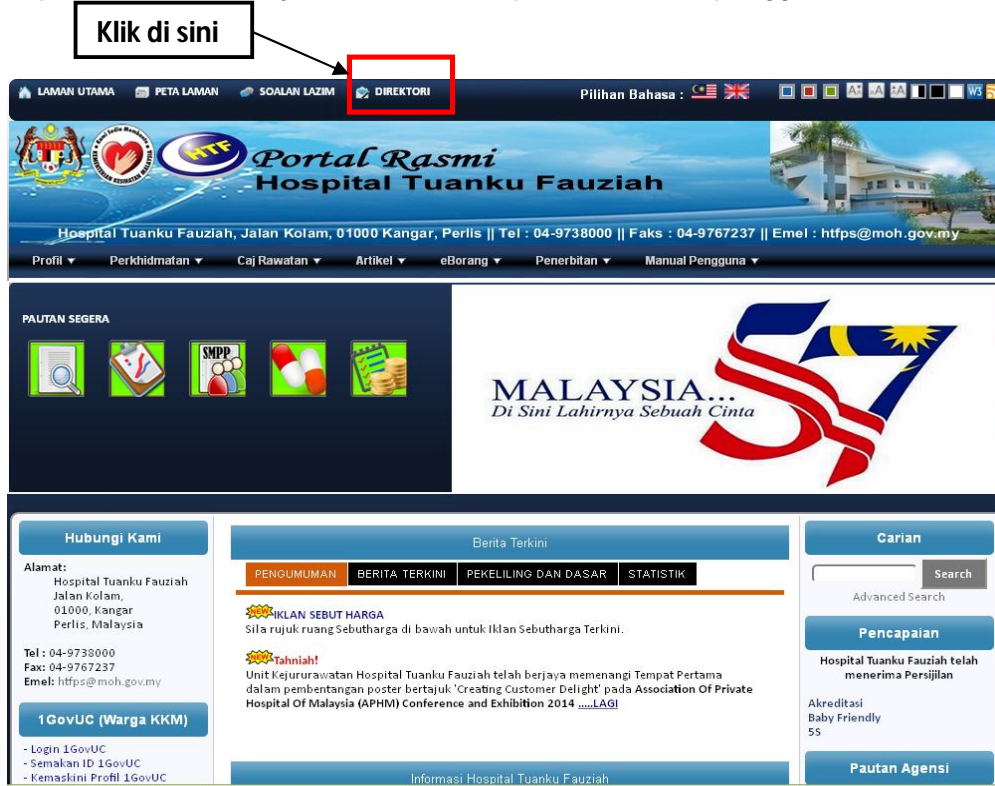 Klik di sini
LAMAN UTAMA PETA LAMAN SOALAN LAZIM DIREKTORI Pilihan Bahasa : W3
HTF
Portal Rasmi
Hospital Tuanku Fauziah
Hospital Tuanku Fauziah, Jalan Kolam, 01000 Kangar, Perlis || Tel : 04-9738000 || Faks : 04-9767237 || Emel : htfps@moh.gov.my
Profil Perkhidmatan Caj Rawatan Artikel eBorang Penerbitan Manual Pengguna
PAUTAN SEGERA
SMPP
MALAYSIA...
Di Sini Lahirnya Sebuah Cinta
57
Hubungi Kami
Alamat:
Hospital Tuanku Fauziah
Jalan Kolam,
01000, Kangar
Perlis, Malaysia
Tel : 04-9738000
Fax: 04-9767237
Emel: htfps@moh.gov.my
1GovUC (Warga KKM)
- Login 1GovUC
- Semakan ID 1GovUC
- Kemaskini Profil 1GovUC
Berita Terkini
PENGUMUMAN BERITA TERKINI PEKELILING DAN DASAR STATISTIK
NEW IKLAN SEBUT HARGA
Sila rujuk ruang Sebutharga di bawah untuk Iklan Sebutharga Terkini.
NEW Tahniah!
Unit Kejururawatan Hospital Tuanku Fauziah telah berjaya memenangi Tempat Pertama
dalam pembentangan poster bertajuk 'Creating Customer Delight' pada Association Of Private
Hospital Of Malaysia (APHM) Conference and Exhibition 2014 .....LAGI
Informasi Hospital Tuanku Fauziah
Carian
Search
Advanced Search
Pencapaian
Hospital Tuanku Fauziah telah
menerima Persijilan
Akreditasi
Baby Friendly
5S
Pautan Agensi